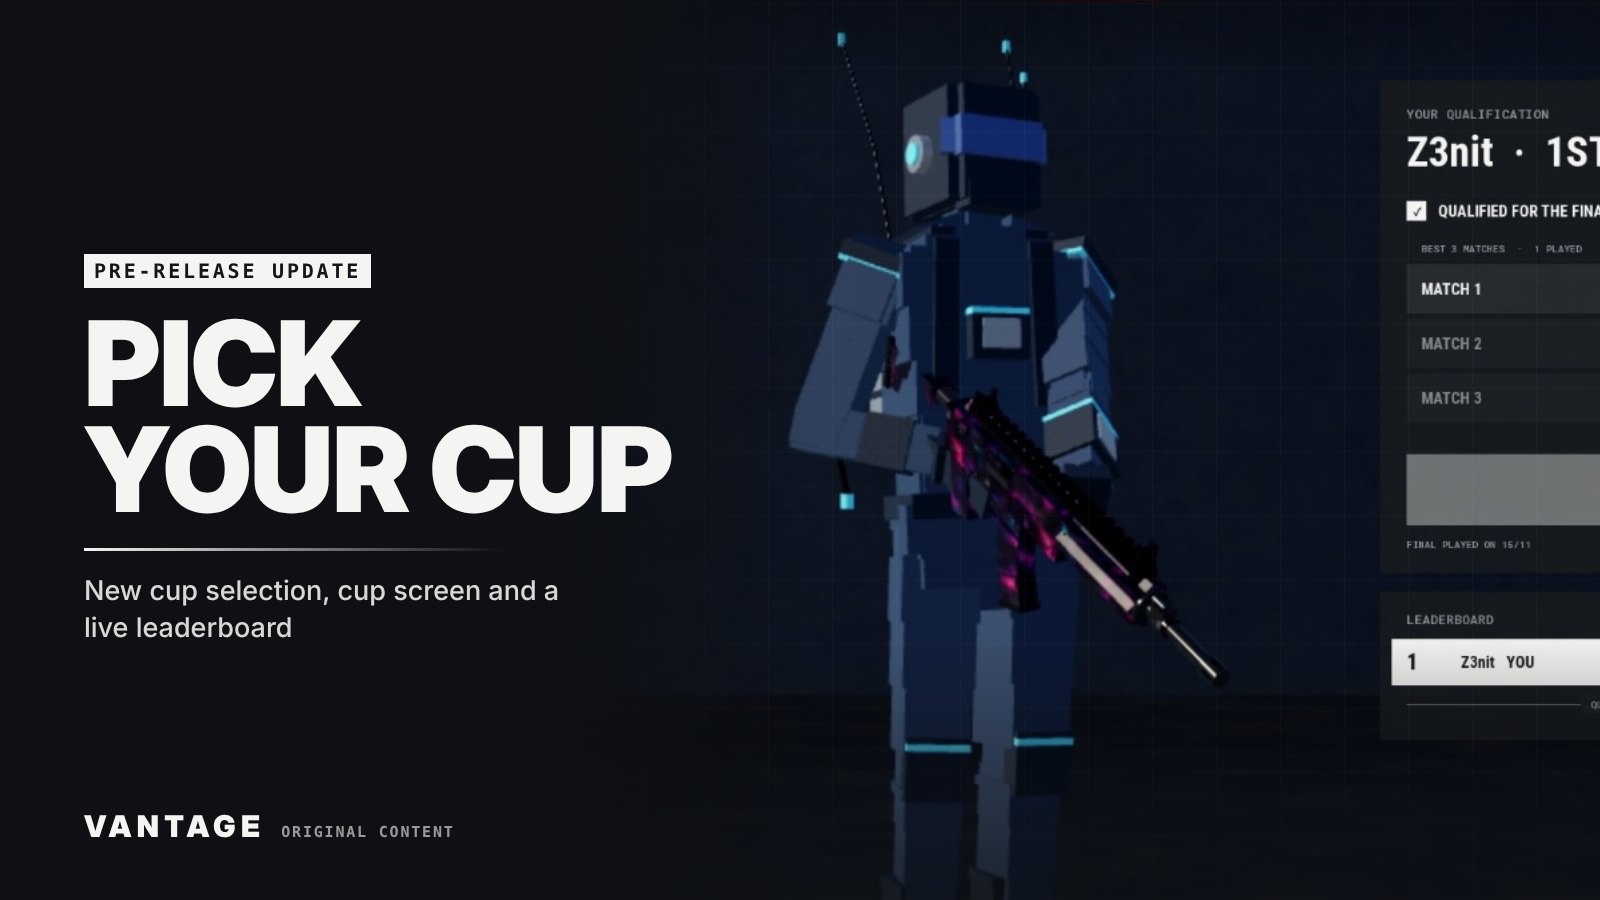 PRE-RELEASE UPDATE
PICK
YOUR CUP
New cup selection, cup screen and a
live leaderboard
VANTAGE ORIGINAL CONTENT
YOUR QUALIFICATION
Z3nit · 1ST
✓ QUALIFIED FOR THE FINA
BEST 3 MATCHES · 1 PLAYED
MATCH 1
MATCH 2
MATCH 3
FINAL PLAYED ON 15/11
LEADERBOARD
1 Z3nit YOU